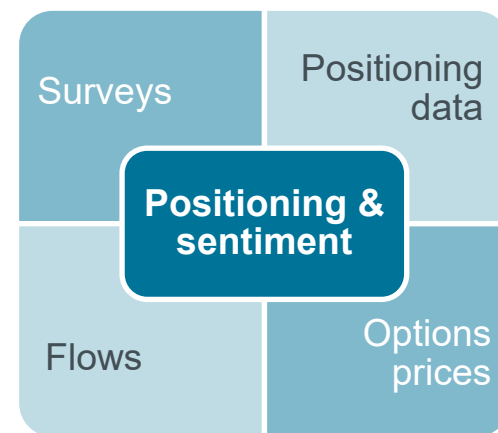 Surveys
Positioning
data
Positioning &
sentiment
Flows
Options
prices